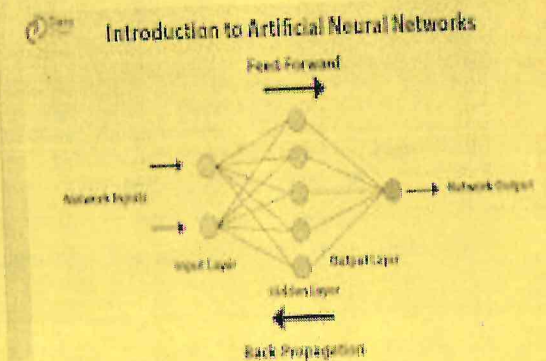 Introduction to Artificial Neural Networks
Feed Forward
Network Inputs
Network Output
Input Layer
Output Layer
Hidden Layer
Back Propagation